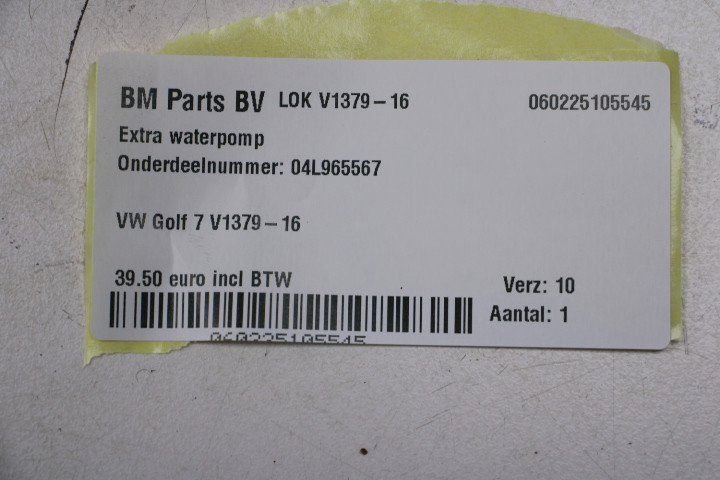 BM Parts BV LOK V1379-16 060225105545
Extra waterpomp
Onderdeelnummer: 04L965567
VW Golf 7 V1379-16
39.50 euro incl BTW
Verz: 10
Aantal: 1
060225105545